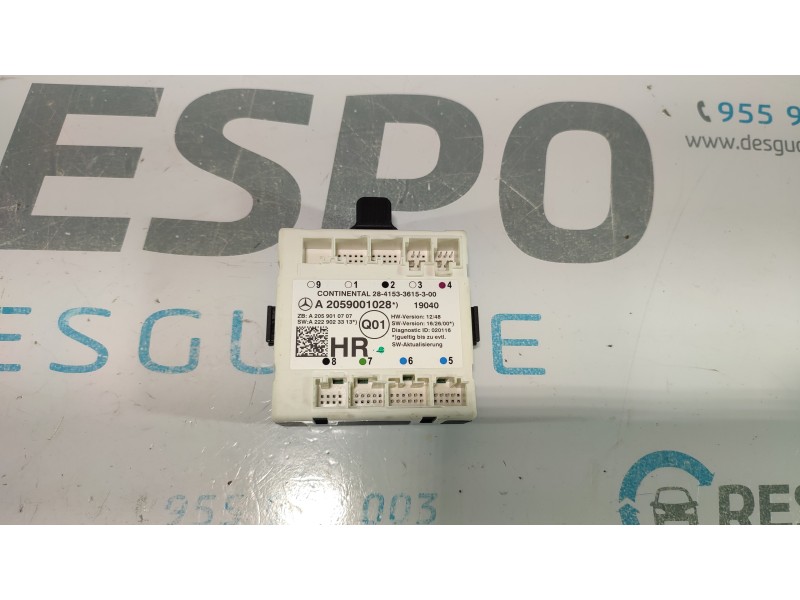 ESPO
955 9
www.desgua
ESGUACE
9 1 2 3 4
CONTINENTAL 28-4153-3615-3-00
A 2059001028*) 19040
ZB: A 205 901 07 07
SW:A 222 902 33 13*)
Q01
HW-Version: 12/48
SW-Version: 16/26/00*)
Diagnostic ID: 020116
*)gueltig bis zu evtl.
SW-Aktualisierung
HR
8 7 6 5
955 003
RES
DESGU